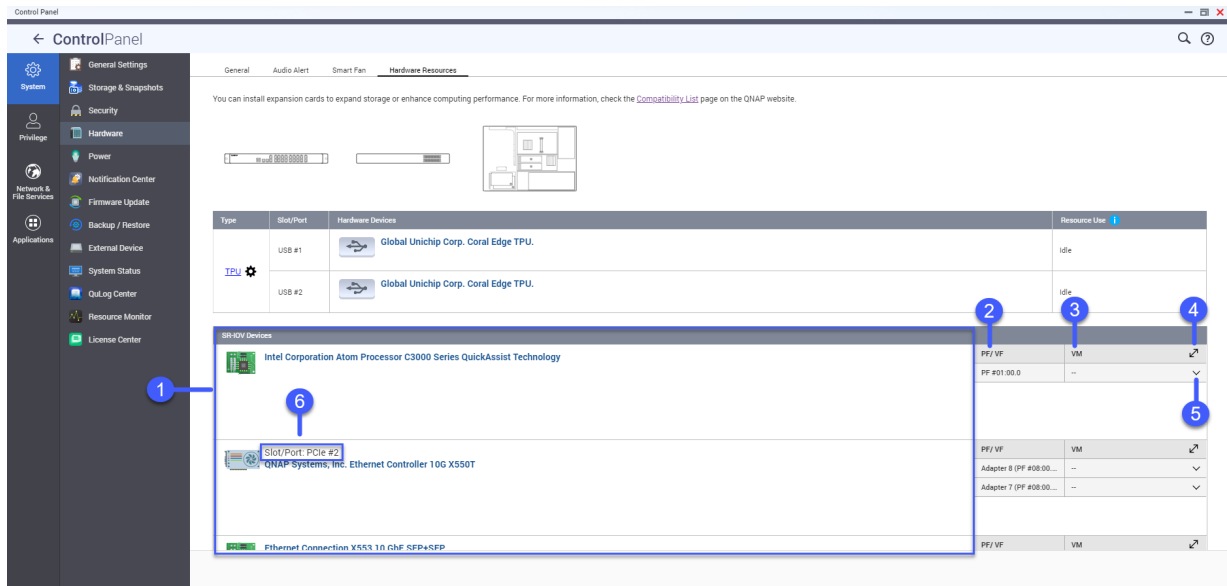 Control Panel
ControlPanel
System
Privilege
Network &
File Services
Applications
General Settings
Storage & Snapshots
Security
Hardware
Power
Notification Center
Firmware Update
Backup / Restore
External Device
System Status
QuLog Center
Resource Monitor
License Center
General Audio Alert Smart Fan Hardware Resources
You can install expansion cards to expand storage or enhance computing performance. For more information, check the Compatibility List page on the QNAP website.
Type Slot/Port Hardware Devices Resource Use i
TPU
USB #1 Global Unichip Corp. Coral Edge TPU. Idle
USB #2 Global Unichip Corp. Coral Edge TPU. Idle
2 3 4
SR-IOV Devices
Intel Corporation Atom Processor C3000 Series QuickAssist Technology
PF/ VF VM
PF #01:00.0 --
1
6
5
Slot/Port: PCIe #2
QNAP Systems, Inc. Ethernet Controller 10G X550T
PF/ VF VM
Adapter 8 (PF #08:00.... --
Adapter 7 (PF #08:00.... --
Ethernet Connection X553 10 GbE SFP+SFP
PF/ VF VM